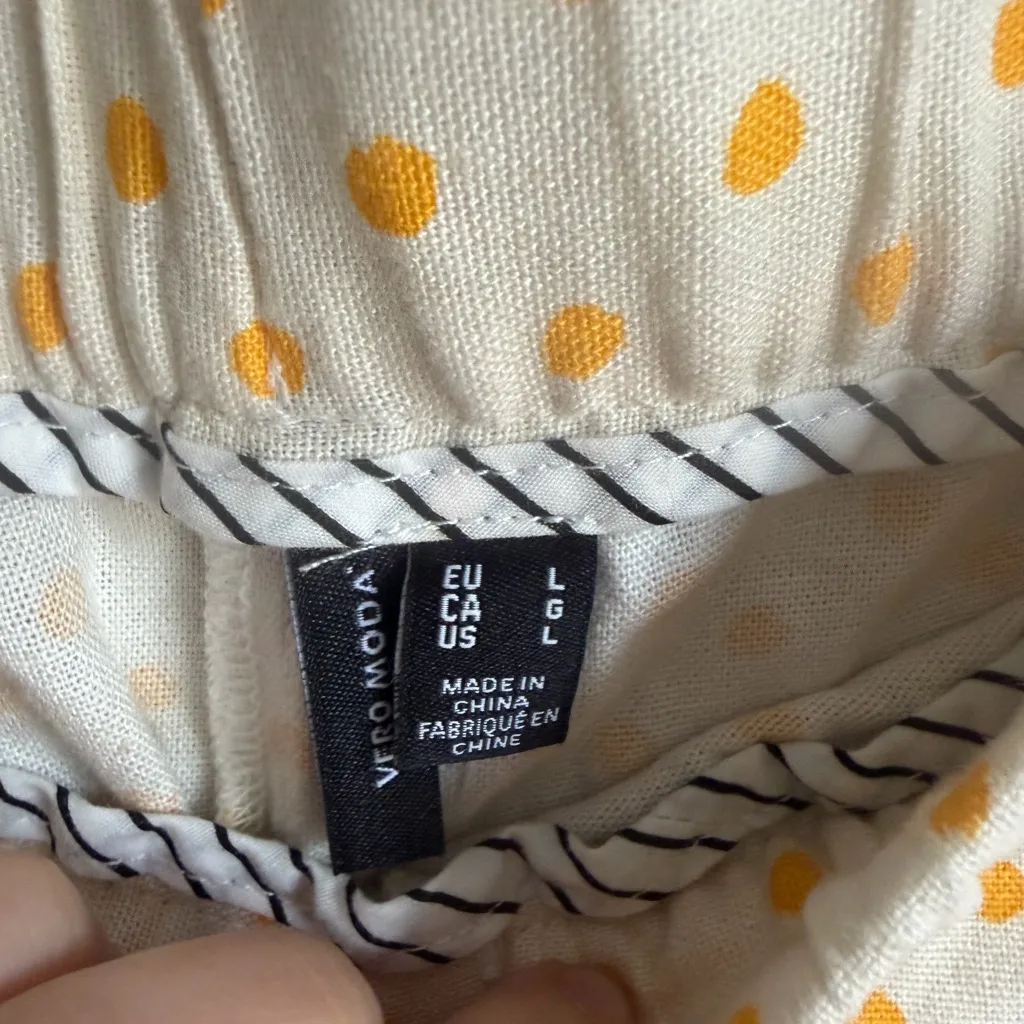 VERO MODA
EU L
CA G
US L
MADE IN
CHINA
FABRIQUÉ EN
CHINE